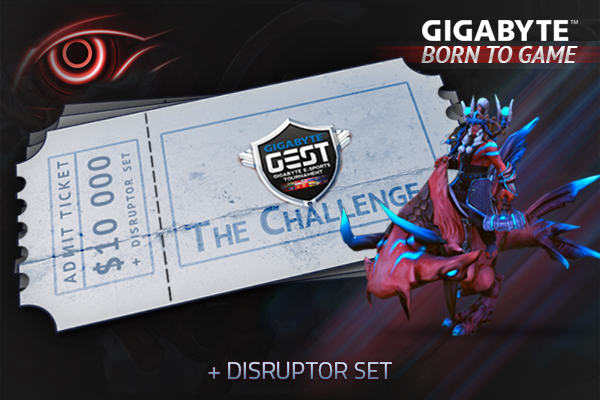 GIGABYTE™
BORN TO GAME
ADMIT TICKET
$10 000
+ DISRUPTOR SET
GIGABYTE
GEST
GIGABYTE E-SPORTS
TOURNAMENT
THE CHALLENGE
+ DISRUPTOR SET